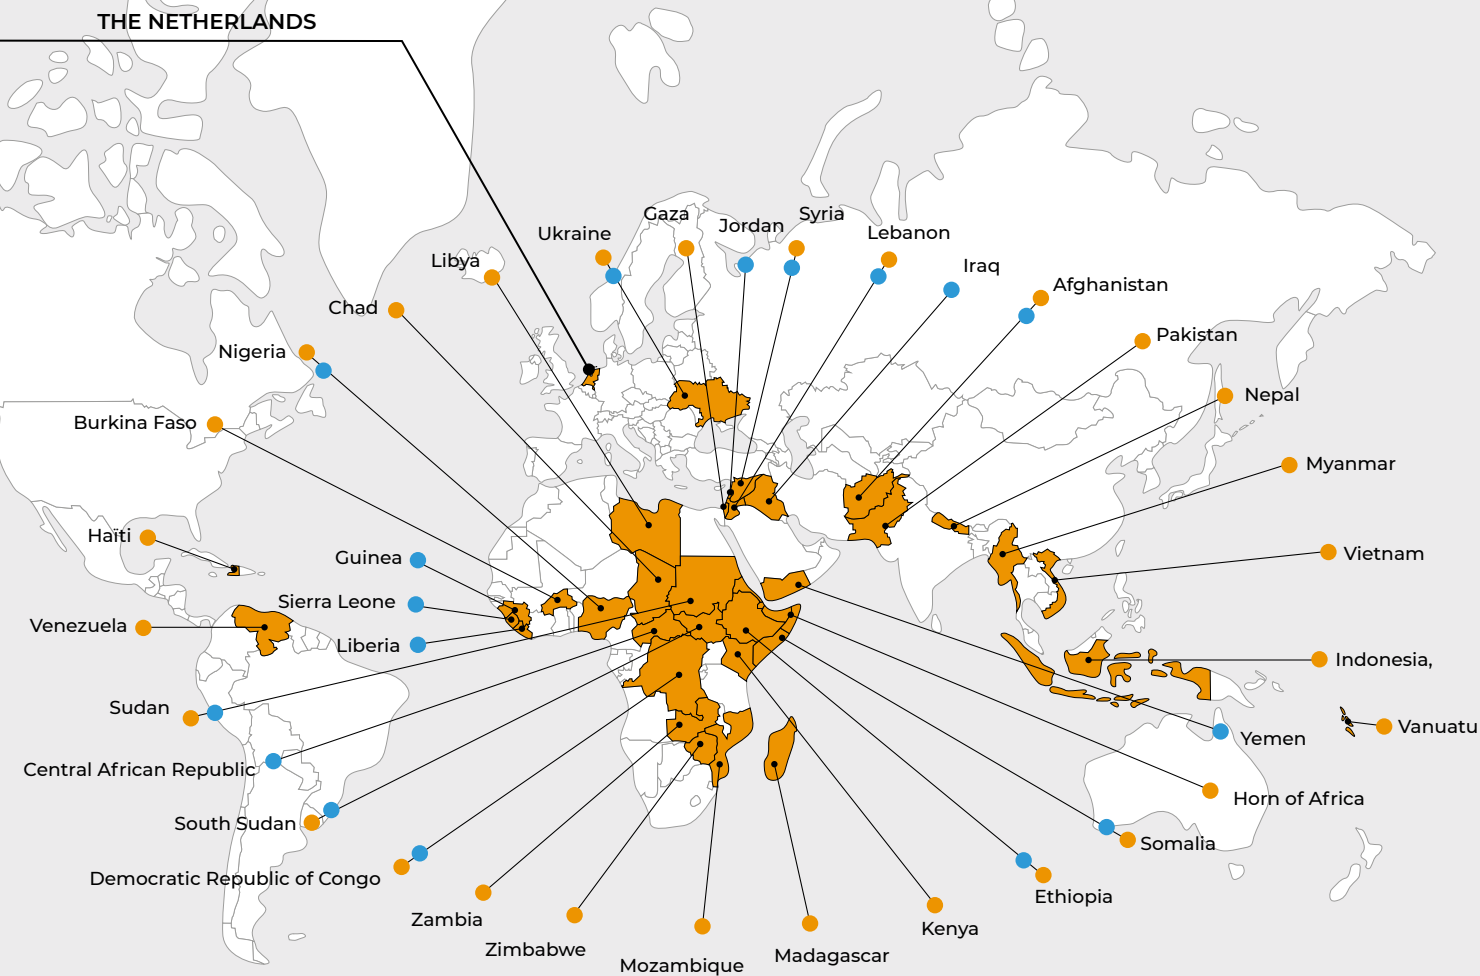 THE NETHERLANDS
Gaza
Syria
Jordan
Ukraine
Lebanon
Libya
Iraq
Afghanistan
Chad
Pakistan
Nigeria
Nepal
Burkina Faso
Myanmar
Haïti
Vietnam
Guinea
Sierra Leone
Venezuela
Liberia
Indonesia,
Sudan
Vanuatu
Yemen
Central African Republic
Horn of Africa
South Sudan
Somalia
Democratic Republic of Congo
Ethiopia
Zambia
Kenya
Zimbabwe
Madagascar
Mozambique